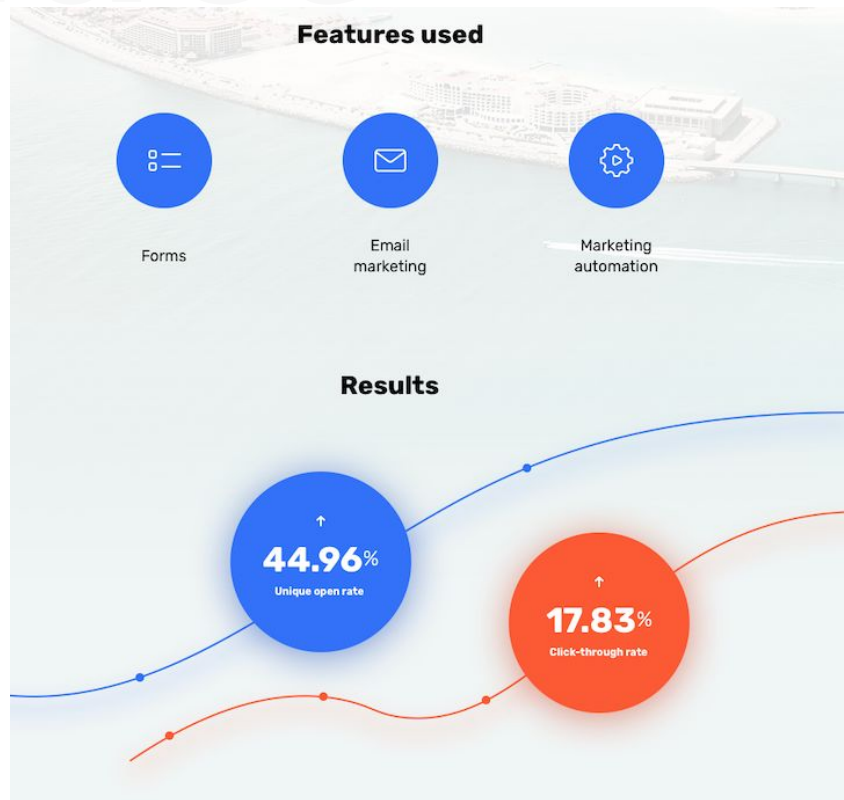 Features used
Forms
Email
marketing
Marketing
automation
Results
44.96%
Unique open rate
17.83%
Click-through rate